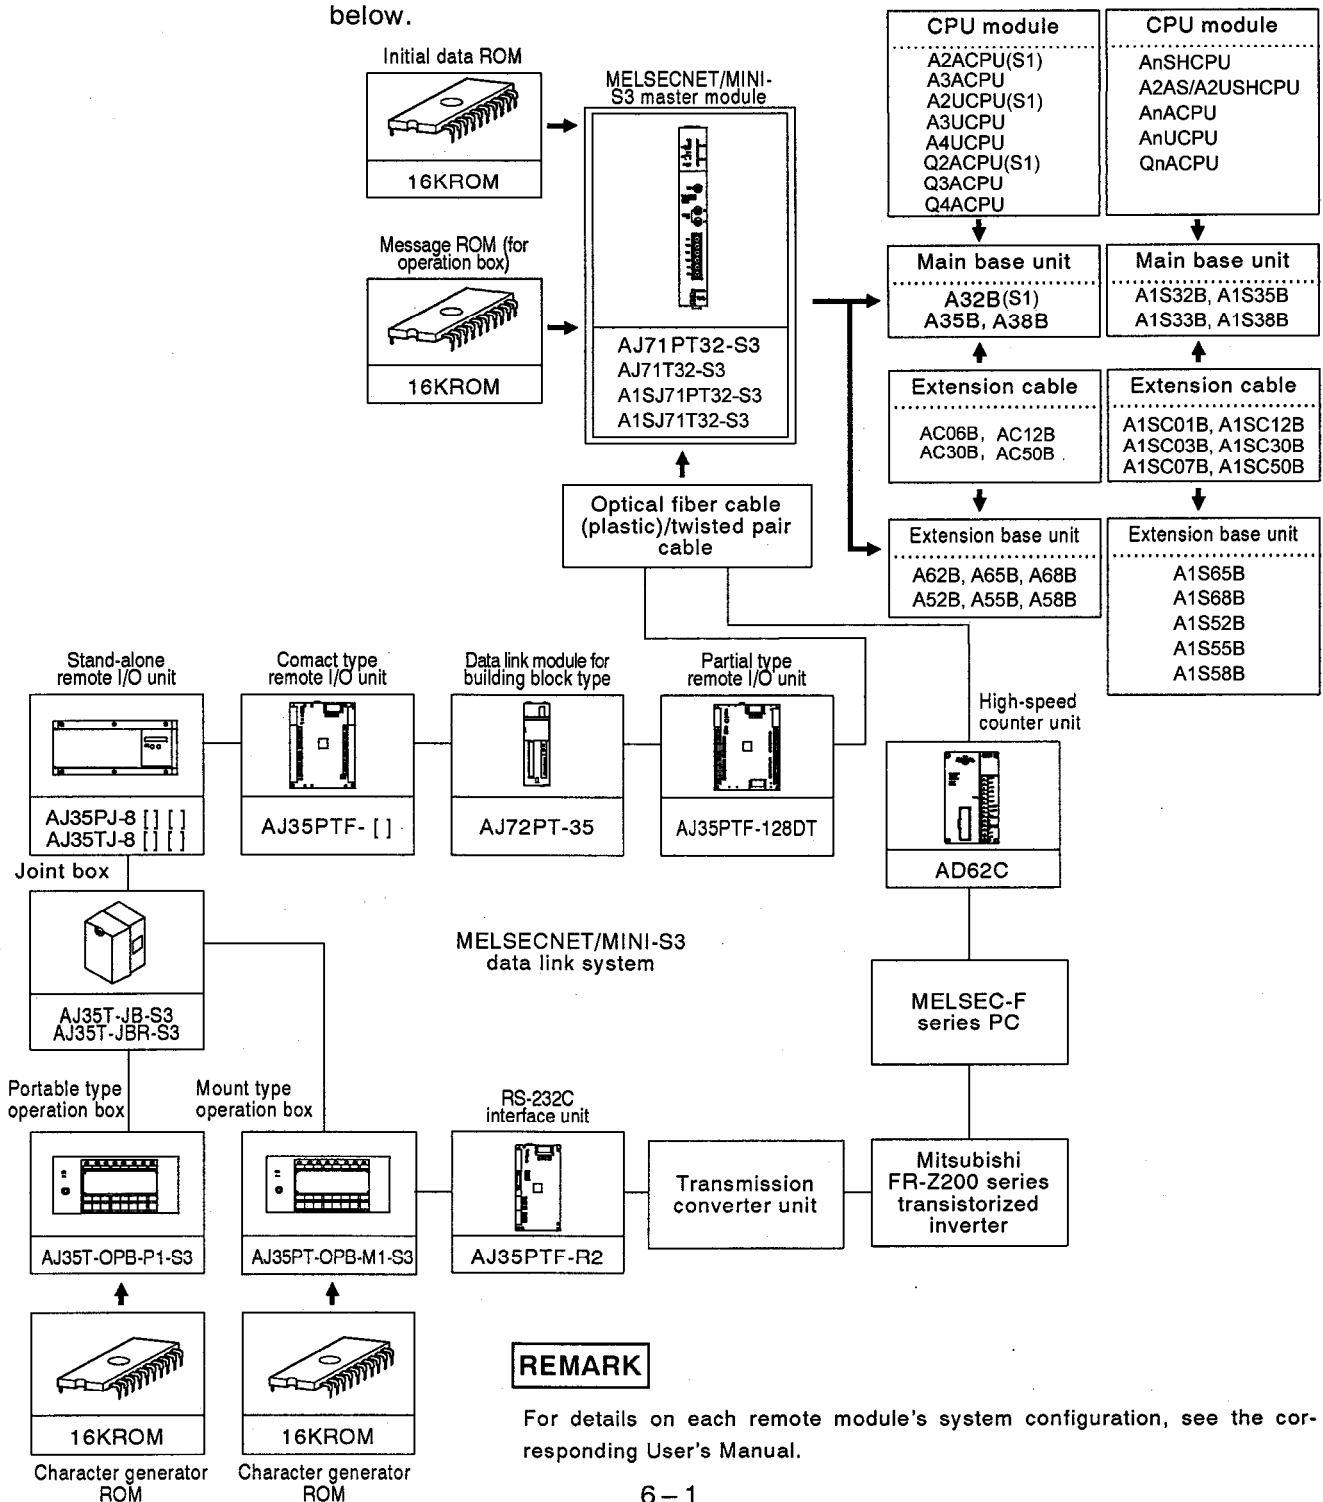 below.
Initial data ROM
16KROM
Message ROM (for
operation box)
16KROM
MELSECNET/MINI-
S3 master module
AJ71PT32-S3
AJ71T32-S3
A1SJ71PT32-S3
A1SJ71T32-S3
CPU module
A2ACPU(S1)
A3ACPU
A2UCPU(S1)
A3UCPU
A4UCPU
Q2ACPU(S1)
Q3ACPU
Q4ACPU
CPU module
AnSHCPU
A2AS/A2USHCPU
AnACPU
AnUCPU
QnACPU
Main base unit
A32B(S1)
A35B, A38B
Main base unit
A1S32B, A1S35B
A1S33B, A1S38B
Extension cable
AC06B, AC12B
AC30B, AC50B
Extension cable
A1SC01B, A1SC12B
A1SC03B, A1SC30B
A1SC07B, A1SC50B
Extension base unit
A62B, A65B, A68B
A52B, A55B, A58B
Extension base unit
A1S65B
A1S68B
A1S52B
A1S55B
A1S58B
Optical fiber cable
(plastic)/twisted pair
cable
Stand-alone
remote I/O unit
AJ35PJ-8 [ ] [ ]
AJ35TJ-8 [ ] [ ]
Comact type
remote I/O unit
AJ35PTF- [ ]
Data link module for
building block type
AJ72PT-35
Partial type
remote I/O unit
AJ35PTF-128DT
High-speed
counter unit
AD62C
Joint box
AJ35T-JB-S3
AJ35T-JBR-S3
MELSECNET/MINI-S3
data link system
MELSEC-F
series PC
Portable type
operation box
AJ35T-OPB-P1-S3
Mount type
operation box
AJ35PT-OPB-M1-S3
RS-232C
interface unit
AJ35PTF-R2
Transmission
converter unit
Mitsubishi
FR-Z200 series
transistorized
inverter
16KROM
Character generator
ROM
16KROM
Character generator
ROM
REMARK
For details on each remote module's system configuration, see the cor-
responding User's Manual.
6 – 1